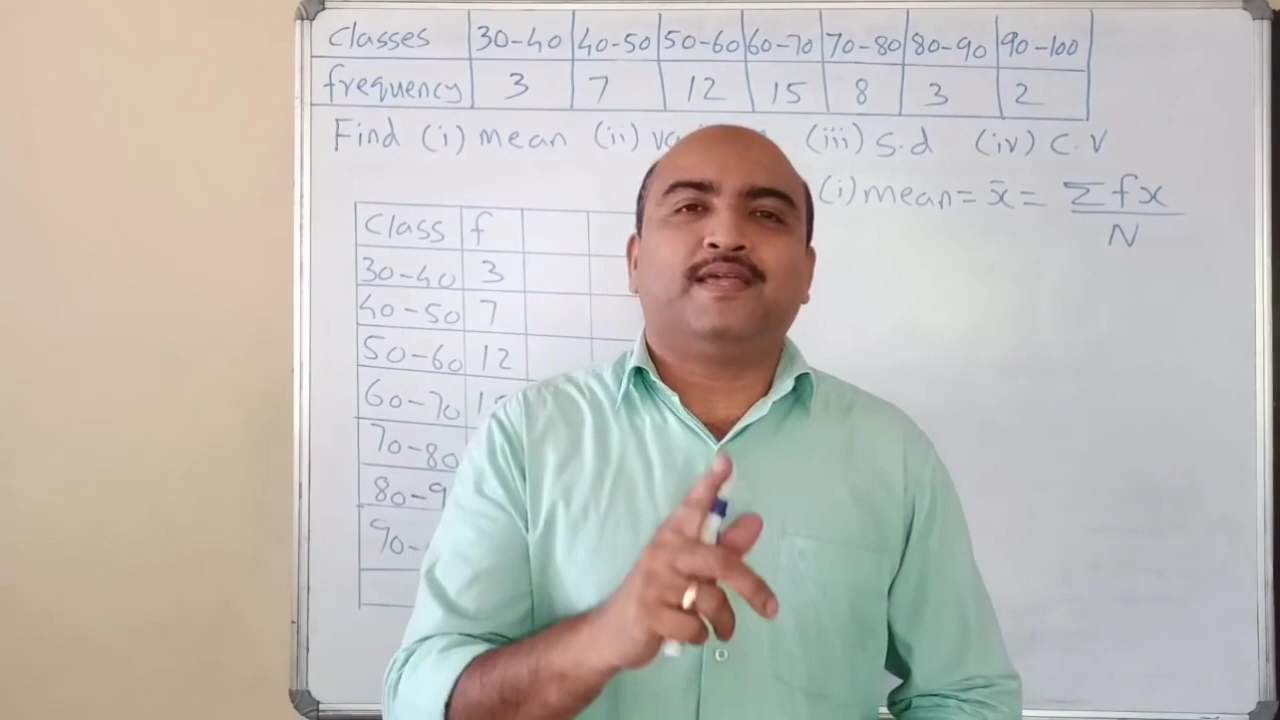 classes 30-40 40-50 50-60 60-70 70-80 80-90 90-100
frequency 3 7 12 15 8 3 2
Find (i) mean (ii) (iii) S.d (iv) C.V
(i) mean = x̄ = Σfx / N
Class f
30-40 3
40-50 7
50-60 12
60-70
70-80